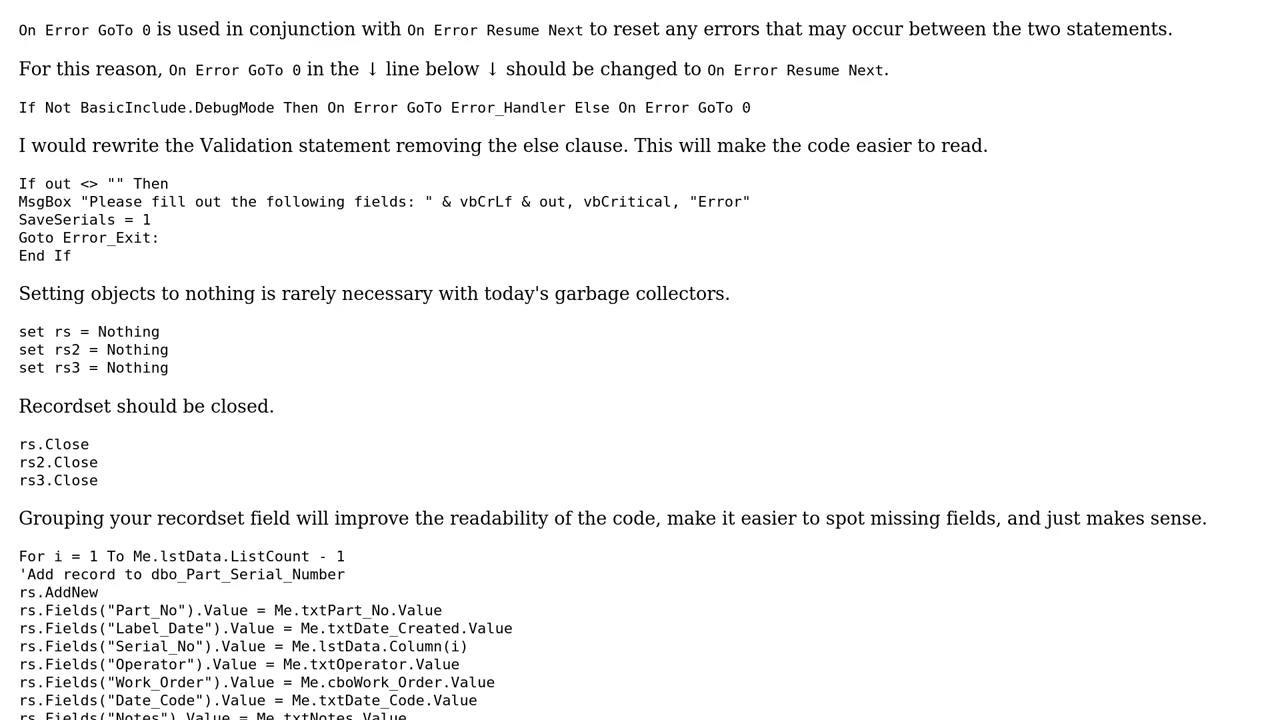 On Error GoTo 0 is used in conjunction with On Error Resume Next to reset any errors that may occur between the two statements.
For this reason, On Error GoTo 0 in the ↓ line below ↓ should be changed to On Error Resume Next.
If Not BasicInclude.DebugMode Then On Error GoTo Error_Handler Else On Error GoTo 0
I would rewrite the Validation statement removing the else clause. This will make the code easier to read.
If out <> "" Then
MsgBox "Please fill out the following fields: " & vbCrLf & out, vbCritical, "Error"
SaveSerials = 1
Goto Error_Exit:
End If
Setting objects to nothing is rarely necessary with today's garbage collectors.
set rs = Nothing
set rs2 = Nothing
set rs3 = Nothing
Recordset should be closed.
rs.Close
rs2.Close
rs3.Close
Grouping your recordset field will improve the readability of the code, make it easier to spot missing fields, and just makes sense.
For i = 1 To Me.lstData.ListCount - 1
'Add record to dbo_Part_Serial_Number
rs.AddNew
rs.Fields("Part_No").Value = Me.txtPart_No.Value
rs.Fields("Label_Date").Value = Me.txtDate_Created.Value
rs.Fields("Serial_No").Value = Me.lstData.Column(i)
rs.Fields("Operator").Value = Me.txtOperator.Value
rs.Fields("Work_Order").Value = Me.cboWork_Order.Value
rs.Fields("Date_Code").Value = Me.txtDate_Code.Value
rs.Fields("Notes").Value = Me.txtNotes.Value